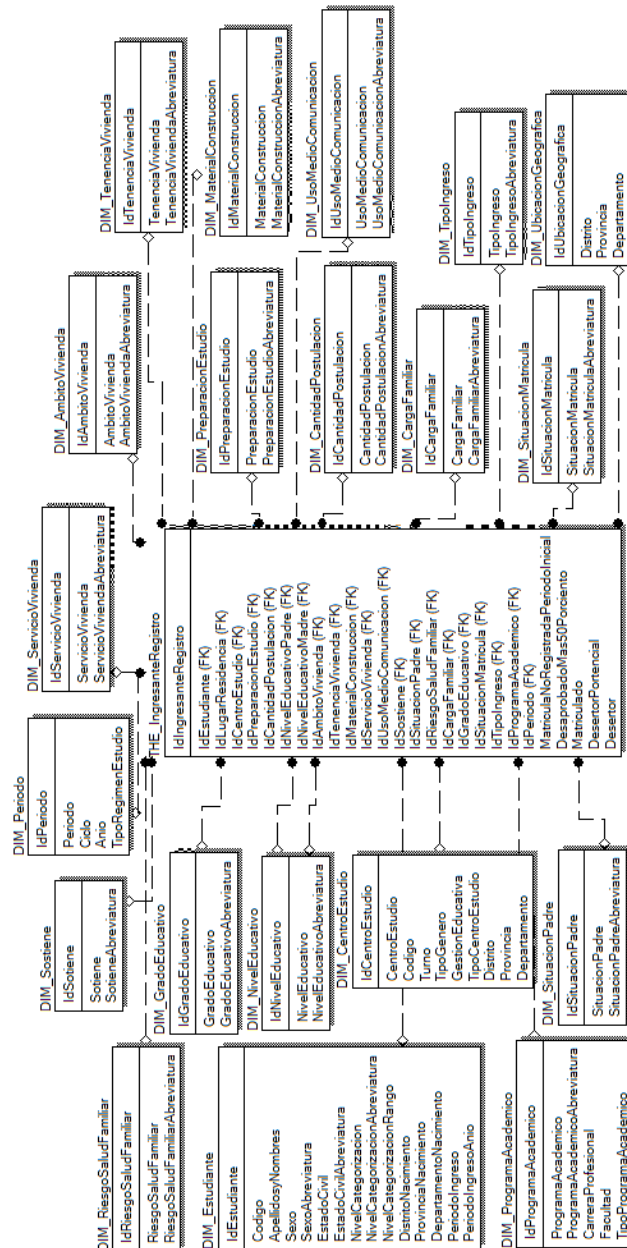 DIM_RiesgoSaludFamiliar
IdRiesgoSaludFamiliar
RiesgoSaludFamiliar
RiesgoSaludFamiliarAbreviatura
DIM_Sostiene
IdSotiene
Sotiene
SotieneAbreviatura
DIM_Periodo
IdPeriodo
Periodo
Ciclo
Anio
TipoRegimenEstudio
DIM_ServicioVivienda
IdServicioVivienda
ServicioVivienda
ServicioViviendaAbreviatura
DIM_AmbitoVivienda
IdAmbitoVivienda
AmbitoVivienda
AmbitoViviendaAbreviatura
DIM_TenenciaVivienda
IdTenenciaVivienda
TenenciaVivienda
TenenciaViviendaAbreviatura
DIM_Estudiante
IdEstudiante
Codigo
ApellidosyNombres
Sexo
SexoAbreviatura
EstadoCivil
EstadoCivilAbreviatura
NivelCategorizacion
NivelCategorizacionAbreviatura
NivelCategorizacionRango
DistritoNacimiento
ProvinciaNacimiento
DepartamentoNacimiento
PeriodoIngreso
PeriodoIngresoAnio
DIM_GradoEducativo
IdGradoEducativo
GradoEducativo
GradoEducativoAbreviatura
DIM_NivelEducativo
IdNivelEducativo
NivelEducativo
NivelEducativoAbreviatura
DIM_CentroEstudio
IdCentroEstudio
CentroEstudio
Codigo
Turno
TipoGenero
GestionEducativa
TipoCentroEstudio
Distrito
Provincia
Departamento
DIM_ProgramaAcademico
IdProgramaAcademico
ProgramaAcademico
ProgramaAcademicoAbreviatura
CarreraProfesional
Facultad
TipoProgramaAcademico
DIM_SituacionPadre
IdSituacionPadre
SituacionPadre
SituacionPadreAbreviatura
THE_IngresanteRegistro
IdIngresanteRegistro
IdEstudiante (FK)
IdLugarResidencia (FK)
IdCentroEstudio (FK)
IdPreparacionEstudio (FK)
IdCantidadPostulacion (FK)
IdNivelEducativoPadre (FK)
IdNivelEducativoMadre (FK)
IdAmbitoVivienda (FK)
IdTenenciaVivienda (FK)
IdMaterialConstruccion (FK)
IdServicioVivienda (FK)
IdUsoMedioComunicacion (FK)
IdSostiene (FK)
IdSituacionPadre (FK)
IdRiesgoSaludFamiliar (FK)
IdCargaFamiliar (FK)
IdGradoEducativo (FK)
IdSituacionMatricula (FK)
IdTipoIngreso (FK)
IdProgramaAcademico (FK)
IdPeriodo (FK)
MatriculaNoRegistradaPeriodoInicial
DesaprobadoMas50Porciento
Matriculado
DesertorPortencial
Desertor
DIM_PreparacionEstudio
IdPreparacionEstudio
PreparacionEstudio
PreparacionEstudioAbreviatura
DIM_CantidadPostulacion
IdCantidadPostulacion
CantidadPostulacion
CantidadPostulacionAbreviatura
DIM_CargaFamiliar
IdCargaFamiliar
CargaFamiliar
CargaFamiliarAbreviatura
DIM_SituacionMatricula
IdSituacionMatricula
SituacionMatricula
SituacionMatriculaAbreviatura
DIM_MaterialConstruccion
IdMaterialConstruccion
MaterialConstruccion
MaterialConstruccionAbreviatura
DIM_UsoMedioComunicacion
IdUsoMedioComunicacion
UsoMedioComunicacion
UsoMedioComunicacionAbreviatura
DIM_TipoIngreso
IdTipoIngreso
TipoIngreso
TipoIngresoAbreviatura
DIM_UbicacionGeografica
IdUbicacionGeografica
Distrito
Provincia
Departamento